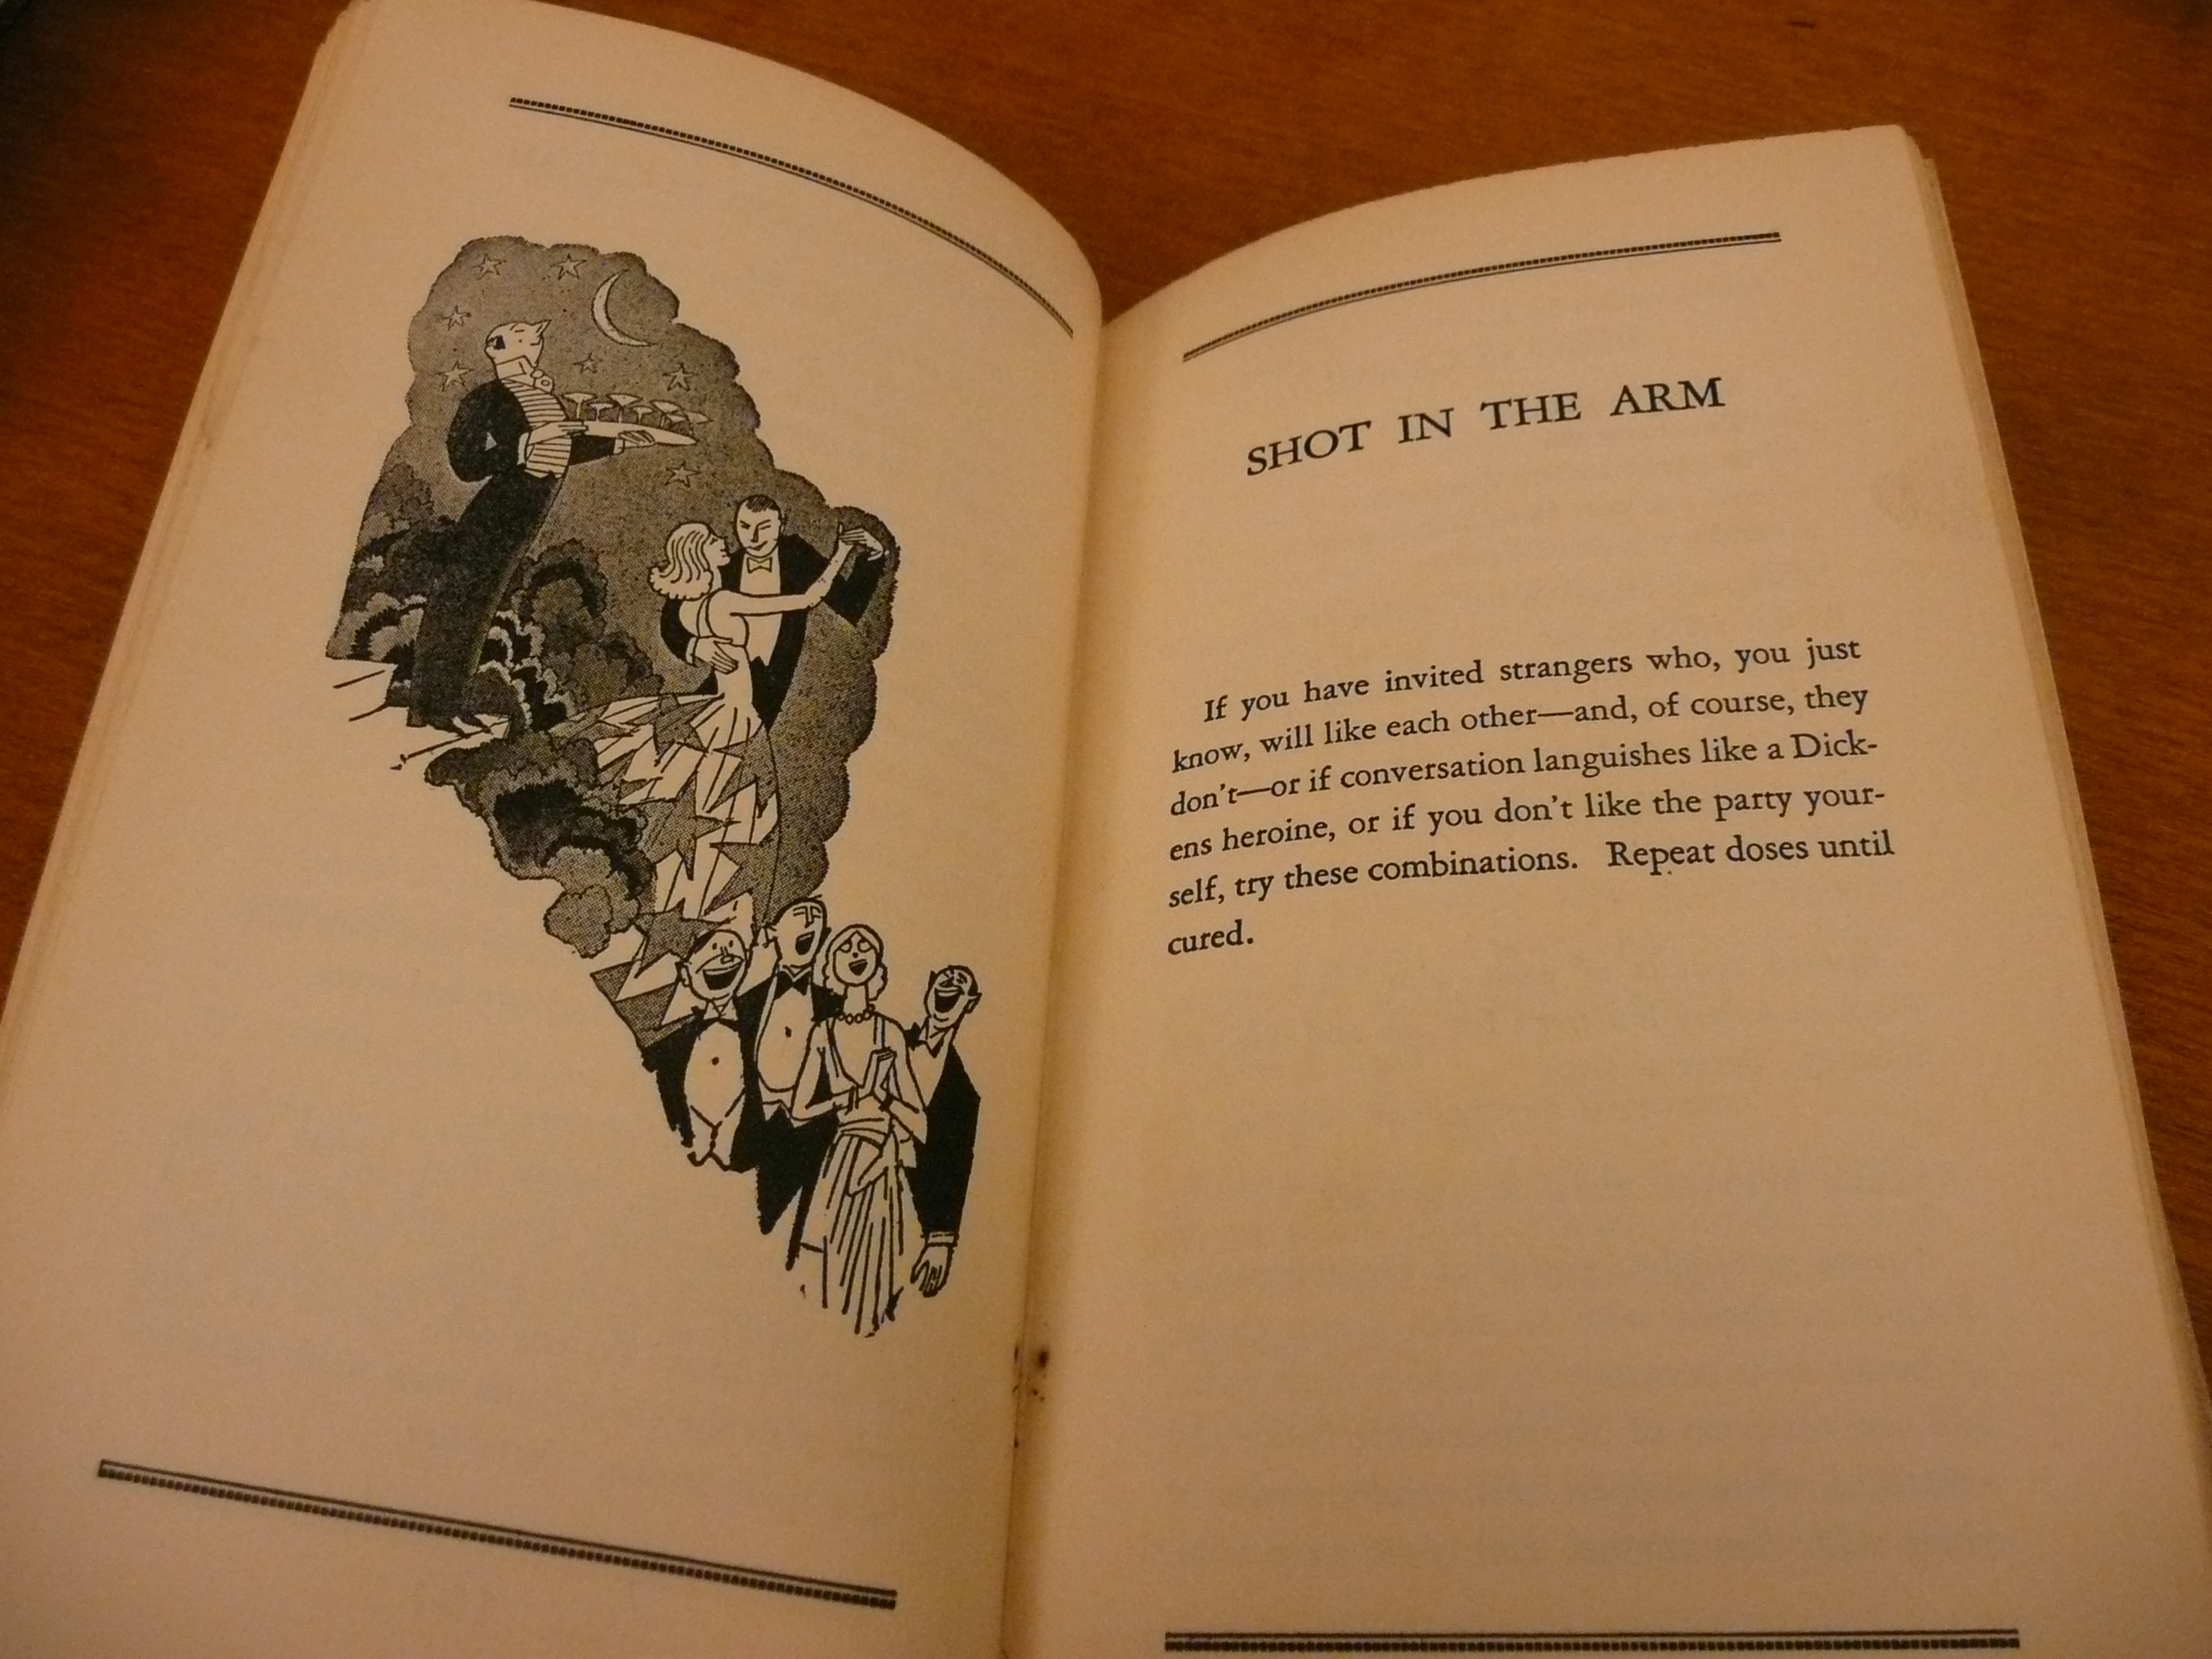 SHOT IN THE ARM
If you have invited strangers who, you just
know, will like each other—and, of course, they
don't—or if conversation languishes like a Dick-
ens heroine, or if you don't like the party your-
self, try these combinations. Repeat doses until
cured.